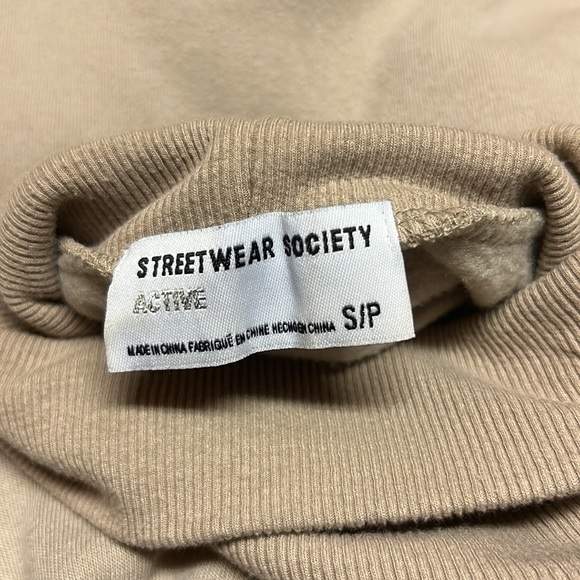 STREETWEAR SOCIETY
ACTIVE
S/P
MADE IN CHINA FABRIQUÉ EN CHINE HECHO EN CHINA